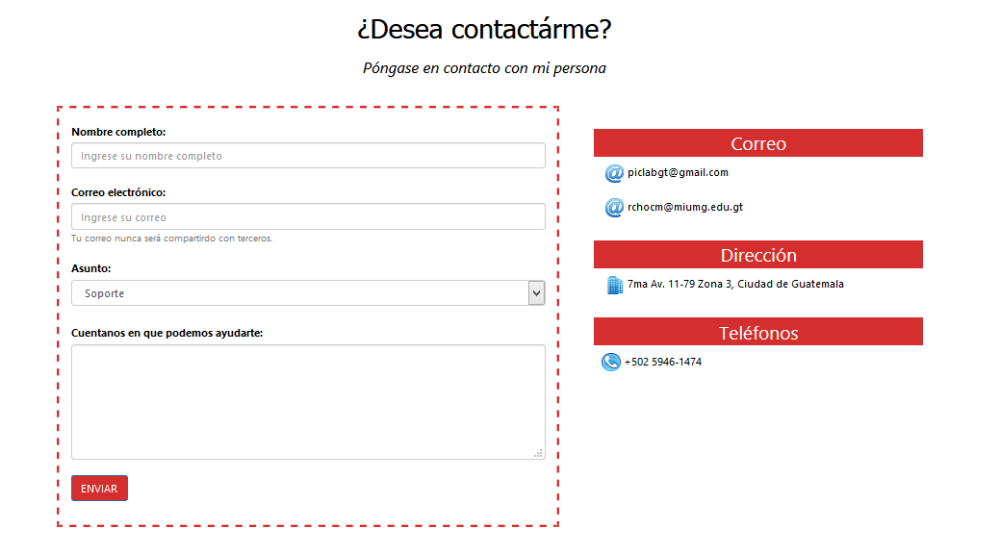 ¿Desea contactárme?
Póngase en contacto con mi persona
Nombre completo:
Ingrese su nombre completo
Correo electrónico:
Ingrese su correo
Tu correo nunca será compartirdo con terceros.
Asunto:
Soporte
Cuentanos en que podemos ayudarte:
ENVIAR
Correo
piclabgt@gmail.com
rchocm@miumg.edu.gt
Dirección
7ma Av. 11-79 Zona 3, Ciudad de Guatemala
Teléfonos
+502 5946-1474